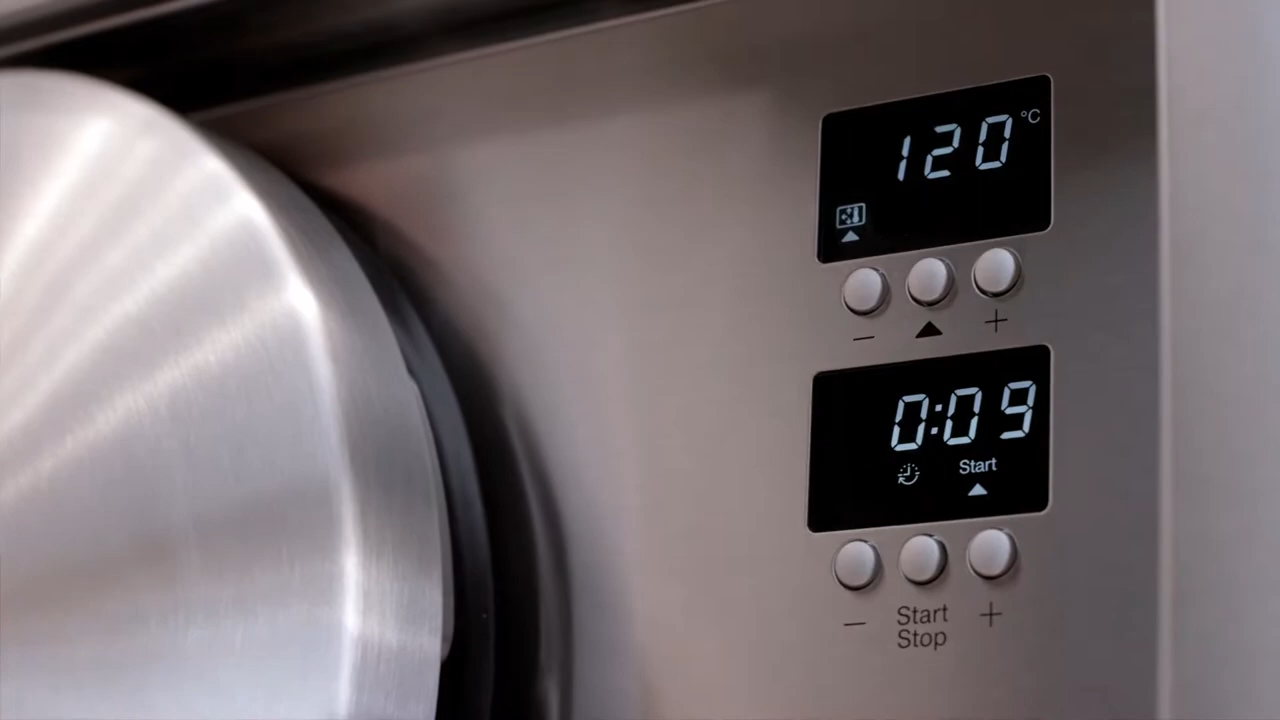 120 °C
− ▲ +
0:09
Start
− Start Stop +